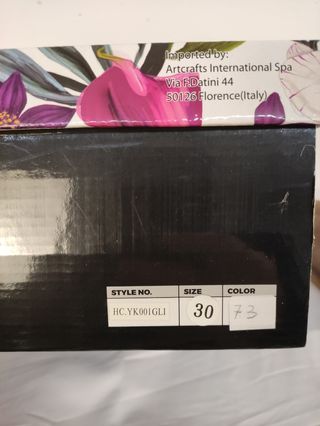 Imported by:
Artcrafts International Spa
Via F.Datini 44
50126 Florence(Italy)
STYLE NO. SIZE COLOR
HC.YK001GLI 30 73